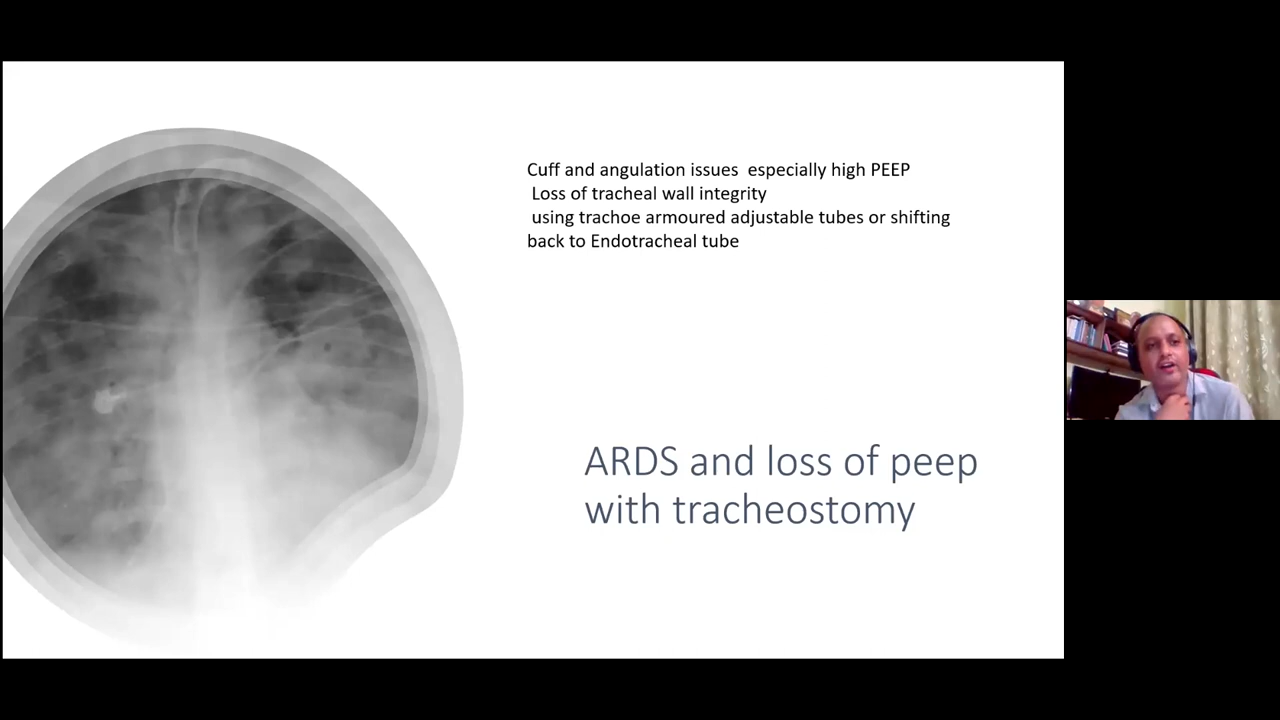 Cuff and angulation issues  especially high PEEP
Loss of tracheal wall integrity
using trachoe armoured adjustable tubes or shifting
back to Endotracheal tube
ARDS and loss of peep
with tracheostomy